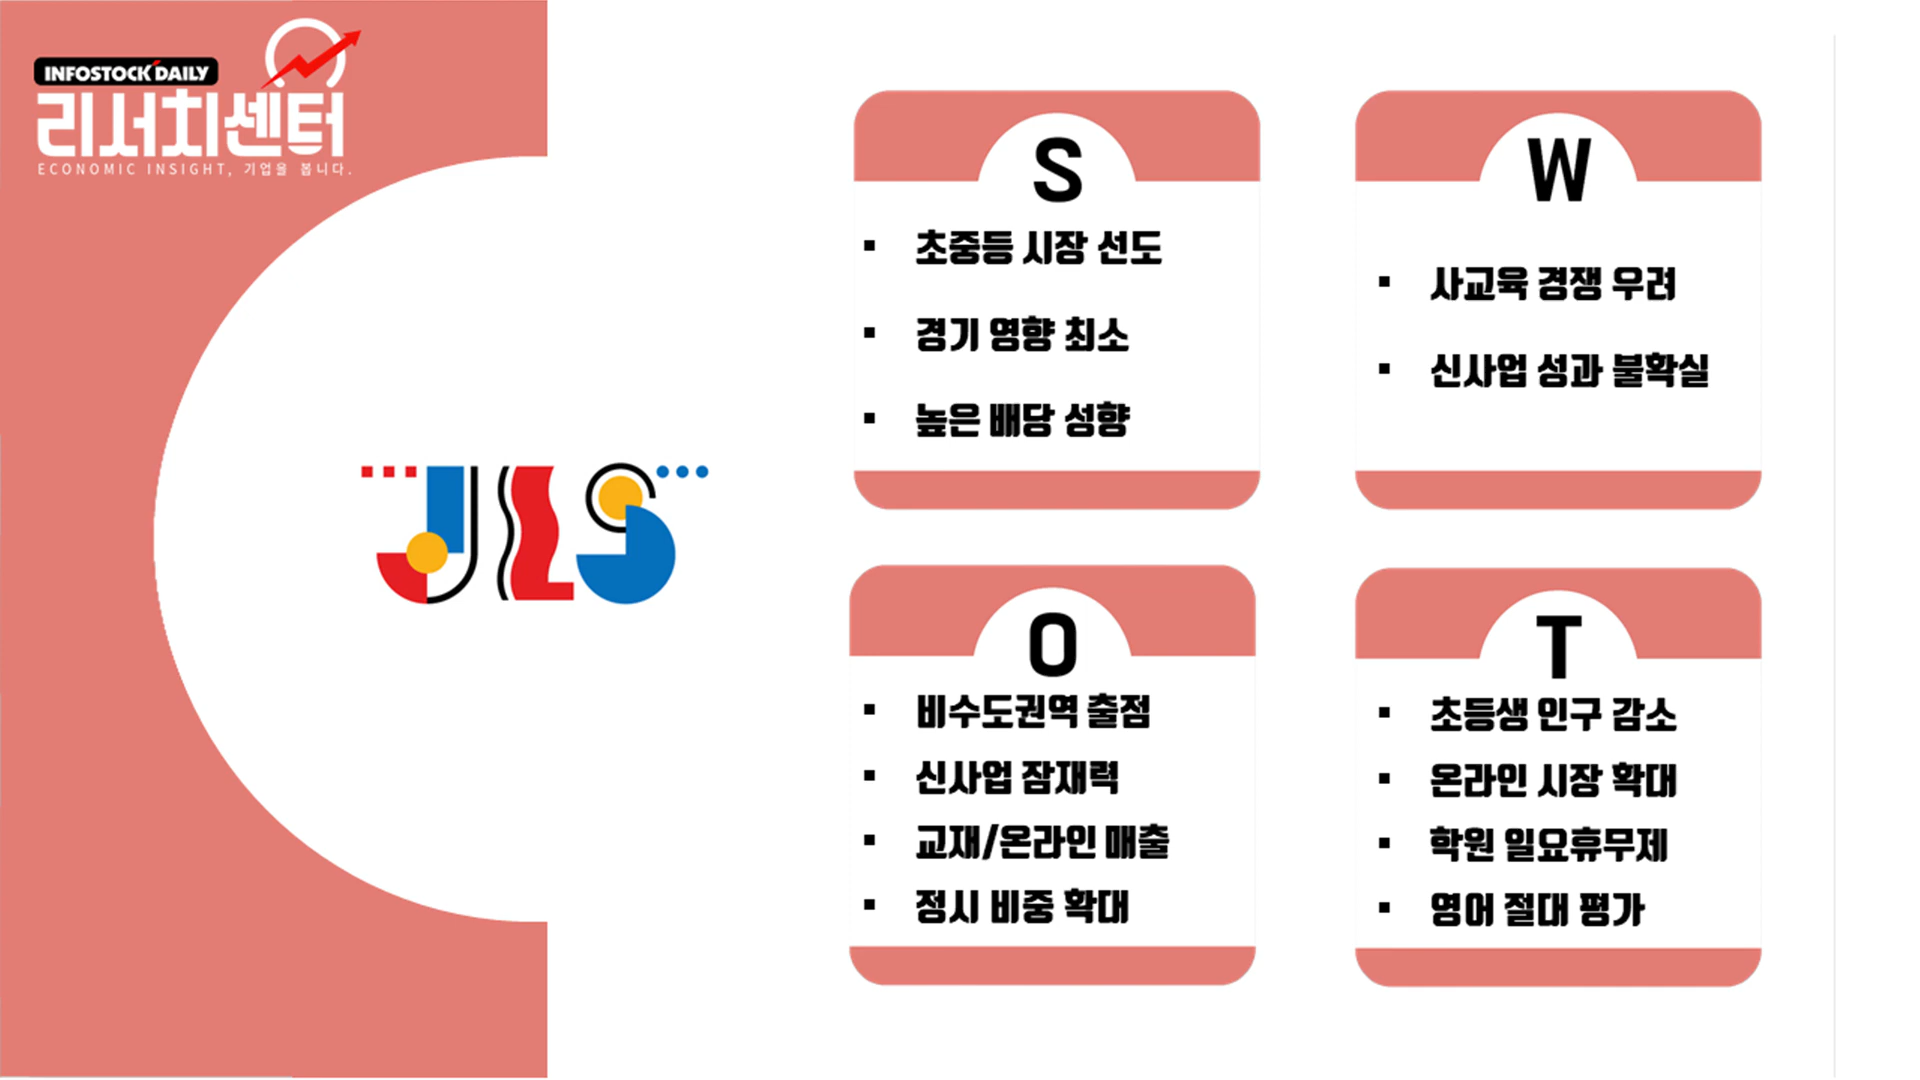 INFOSTOCK DAILY
리서치센터
ECONOMIC INSIGHT, 기업을 봅니다.
JLS
S
▪ 초중등 시장 선도
▪ 경기 영향 최소
▪ 높은 배당 성향
W
▪ 사교육 경쟁 우려
▪ 신사업 성과 불확실
O
▪ 비수도권역 출점
▪ 신사업 잠재력
▪ 교재/온라인 매출
▪ 정시 비중 확대
T
▪ 초등생 인구 감소
▪ 온라인 시장 확대
▪ 학원 일요휴무제
▪ 영어 절대 평가